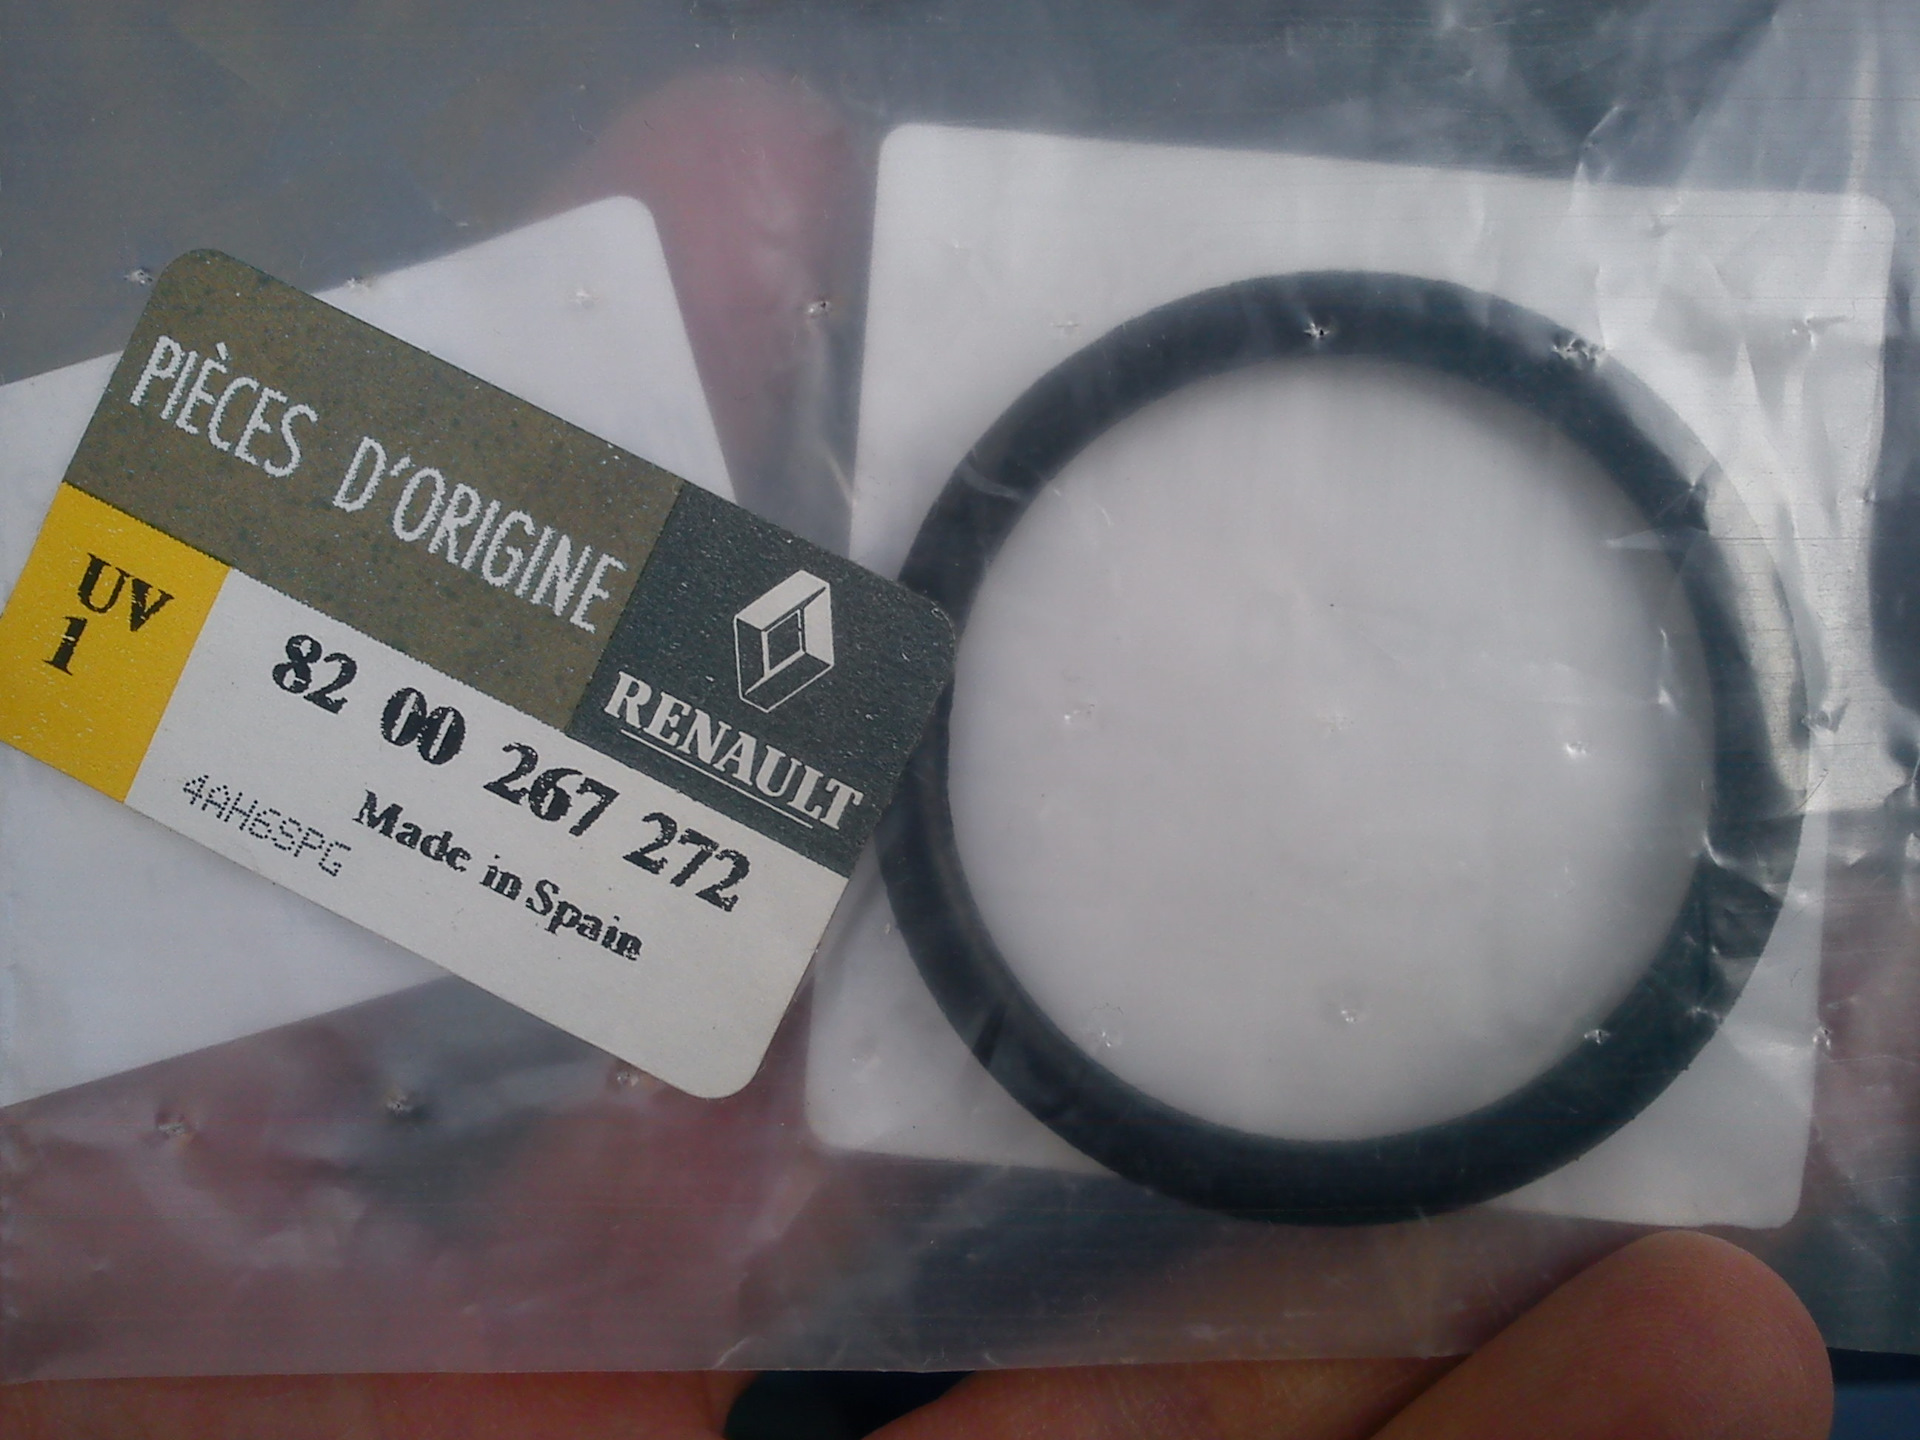 PIÈCES D'ORIGINE
RENAULT
UV
1
82 00 267 272
Made in Spain
4AH6SPG